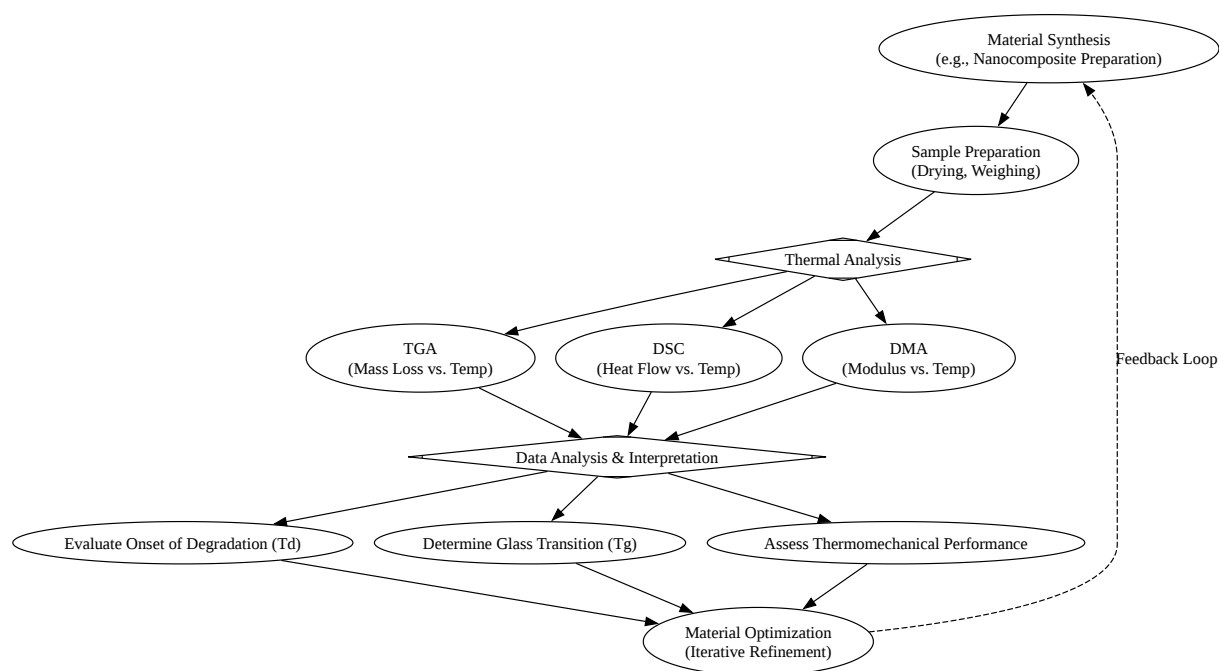 Material Synthesis
(e.g., Nanocomposite Preparation)
Sample Preparation
(Drying, Weighing)
Thermal Analysis
TGA
(Mass Loss vs. Temp)
DSC
(Heat Flow vs. Temp)
DMA
(Modulus vs. Temp)
Feedback Loop
Data Analysis & Interpretation
Evaluate Onset of Degradation (Td)
Determine Glass Transition (Tg)
Assess Thermomechanical Performance
Material Optimization
(Iterative Refinement)